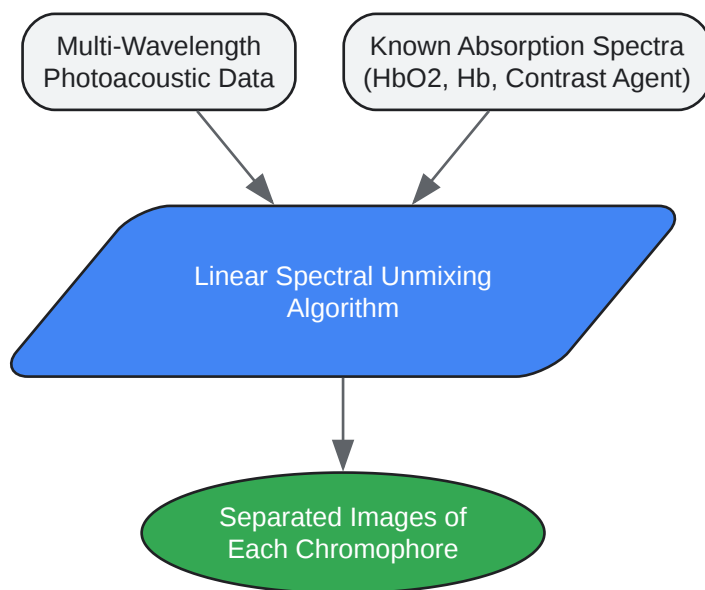 Multi-Wavelength
Photoacoustic Data
Known Absorption Spectra
(HbO2, Hb, Contrast Agent)
Linear Spectral Unmixing
Algorithm
Separated Images of
Each Chromophore